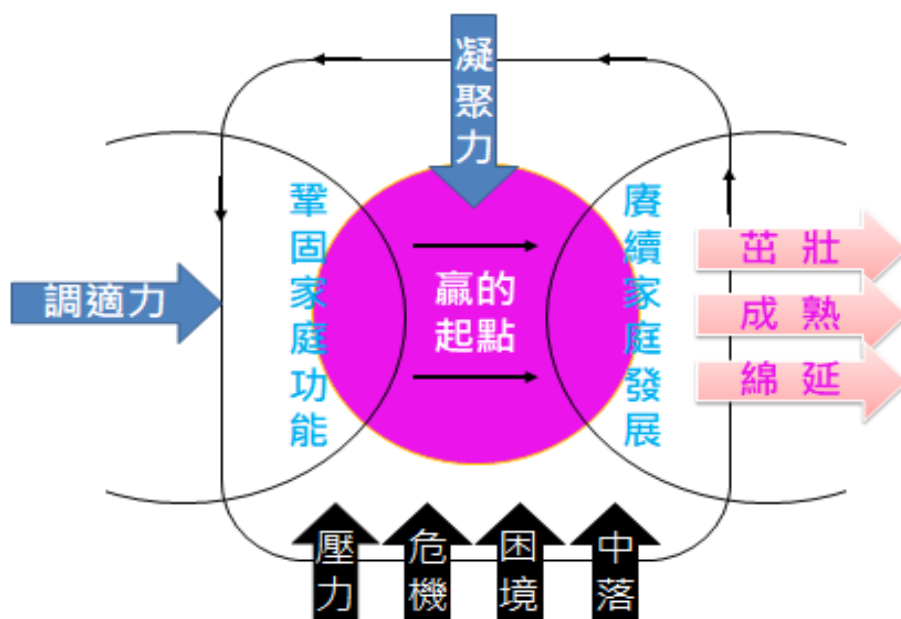 凝聚力
調適力
鞏固家庭功能
贏的
起點
賡續家庭發展
茁壯
成熟
綿延
壓力
危機
困境
中落